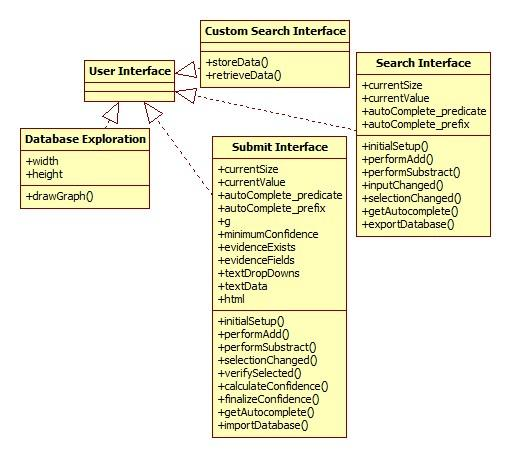 Custom Search Interface
+storeData()
+retrieveData()
User Interface
Search Interface
+currentSize
+currentValue
+autoComplete_predicate
+autoComplete_prefix
+initialSetup()
+performAdd()
+performSubstract()
+inputChanged()
+selectionChanged()
+getAutocomplete()
+exportDatabase()
Database Exploration
+width
+height
+drawGraph()
Submit Interface
+currentSize
+currentValue
+autoComplete_predicate
+autoComplete_prefix
+g
+minimumConfidence
+evidenceExists
+evidenceFields
+textDropDowns
+textData
+html
+initialSetup()
+performAdd()
+performSubstract()
+selectionChanged()
+verifySelected()
+calculateConfidence()
+finalizeConfidence()
+getAutocomplete()
+importDatabase()